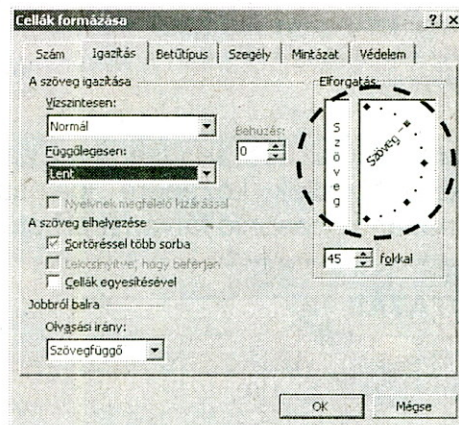 Cellák formázása
Szám Igazítás Betűtípus Szegély Mintázat Védelem
A szöveg igazítása
Vízszintesen:
Normál
Behúzás:
0
Függőlegesen:
Lent
Nyelvnek megfelelő kizárással
A szöveg elhelyezése
Sortöréssel több sorba
Lekicsinyítve, hogy beférjen
Cellák egyesítésével
Jobbról balra
Olvasási irány:
Szövegfüggő
Elforgatás
Szöveg
Szöveg
45 fokkal
OK Mégse